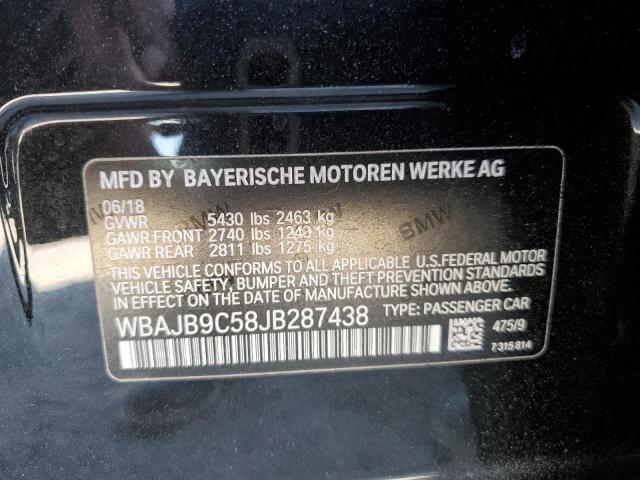 MFD BY BAYERISCHE MOTOREN WERKE AG
06/18
GVWR 5430 lbs 2463 kg
GAWR FRONT 2740 lbs 1243 kg
GAWR REAR 2811 lbs 1275 kg
THIS VEHICLE CONFORMS TO ALL APPLICABLE U.S.FEDERAL MOTOR
VEHICLE SAFETY, BUMPER AND THEFT PREVENTION STANDARDS
IN EFFECT ON THE DATE OF MANUFACTURE SHOWN ABOVE.
WBAJB9C58JB287438 TYPE: PASSENGER CAR
475/9
7 315 814
BMW
BMW
BMW